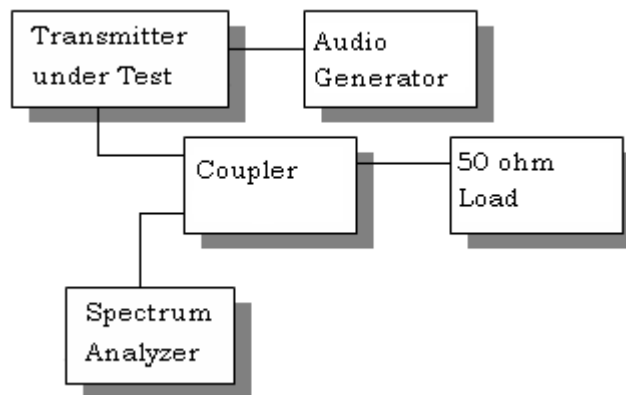 Transmitter
under Test
Audio
Generator
Coupler
50 ohm
Load
Spectrum
Analyzer